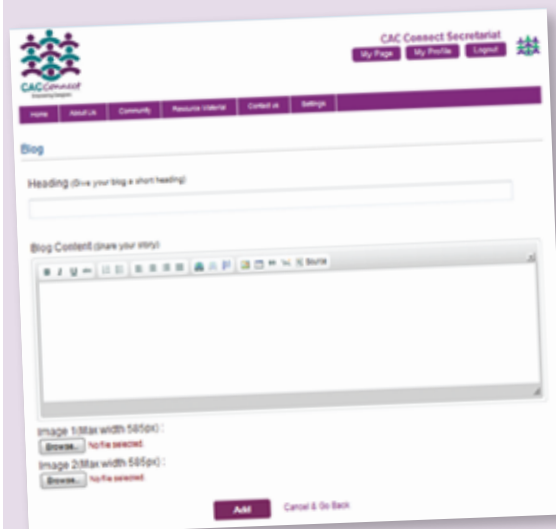 CAC Connect Secretariat
My Page My Profile Logout
CACConnect
Home About Us Community Resource Material Contact us Settings
Blog
Heading (Give your blog a short heading)
Blog Content (Share your story)
B I U abc Source
Image 1(Max width 585px) :
Browse.. No file selected.
Image 2(Max width 585px) :
Browse.. No file selected.
Add Cancel & Go Back